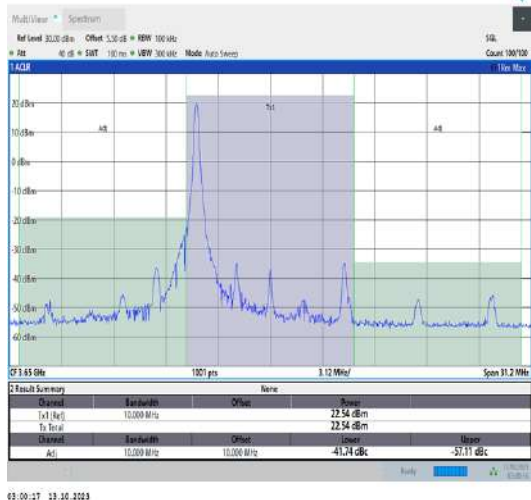 MultiView Spectrum
Ref Level 30.00 dBm Offset 5.50 dB RBW 100 kHz SGL
Att 40 dB SWT 100 ms VBW 300 kHz Mode Auto Sweep Count 100/100
1 ACLR 1Rm Max
Tx1
20 dBm
Adj Adj
10 dBm
0 dBm
-10 dBm
-20 dBm
-30 dBm
-40 dBm
-50 dBm
-60 dBm
CF 3.65 GHz 1001 pts 3.12 MHz/ Span 31.2 MHz
2 Result Summary None
Channel Bandwidth Offset Power
Tx1 (Ref) 10.000 MHz 22.54 dBm
Tx Total 22.54 dBm
Channel Bandwidth Offset Lower Upper
Adj 10.000 MHz 10.000 MHz -41.74 dBc -57.11 dBc
Ready
03:00:17 13.10.2023